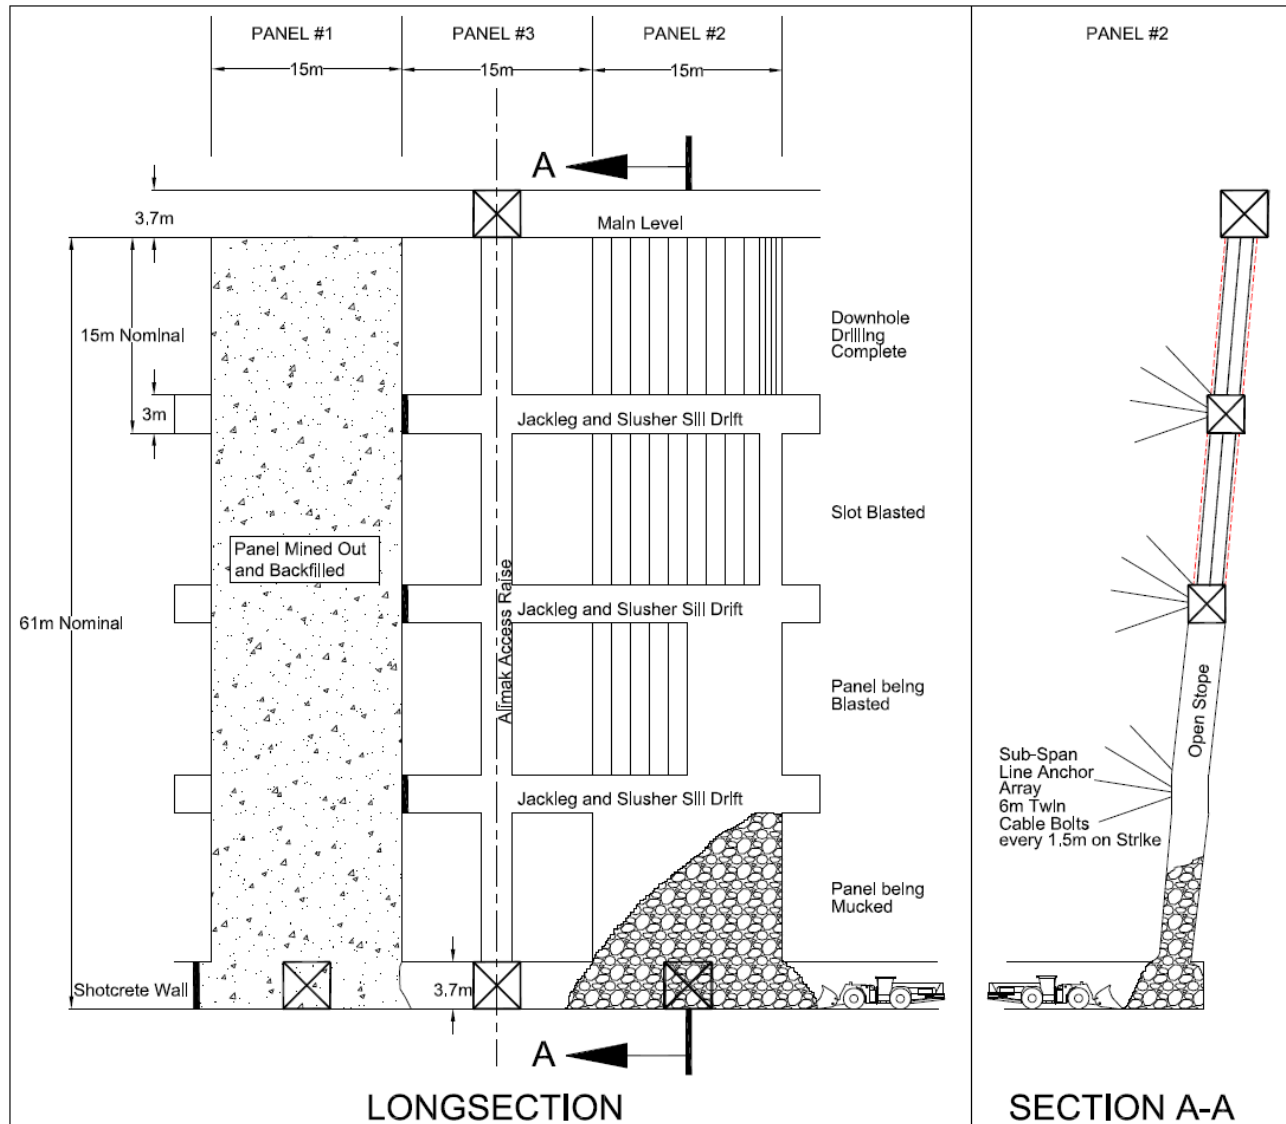 PANEL #1
PANEL #3
PANEL #2
PANEL #2
15m
15m
15m
A
3,7m
Main Level
15m Nominal
Downhole
Drilling
Complete
3m
Jackleg and Slusher Sill Drift
Slot Blasted
Panel Mined Out
and Backfilled
Alimak Access Raise
Jackleg and Slusher Sill Drift
61m Nominal
Panel being
Blasted
Open Stope
Sub-Span
Line Anchor
Array
6m Twin
Cable Bolts
every 1,5m on Strike
Jackleg and Slusher Sill Drift
Panel being
Mucked
Shotcrete Wall
3,7m
A
LONGSECTION
SECTION A-A